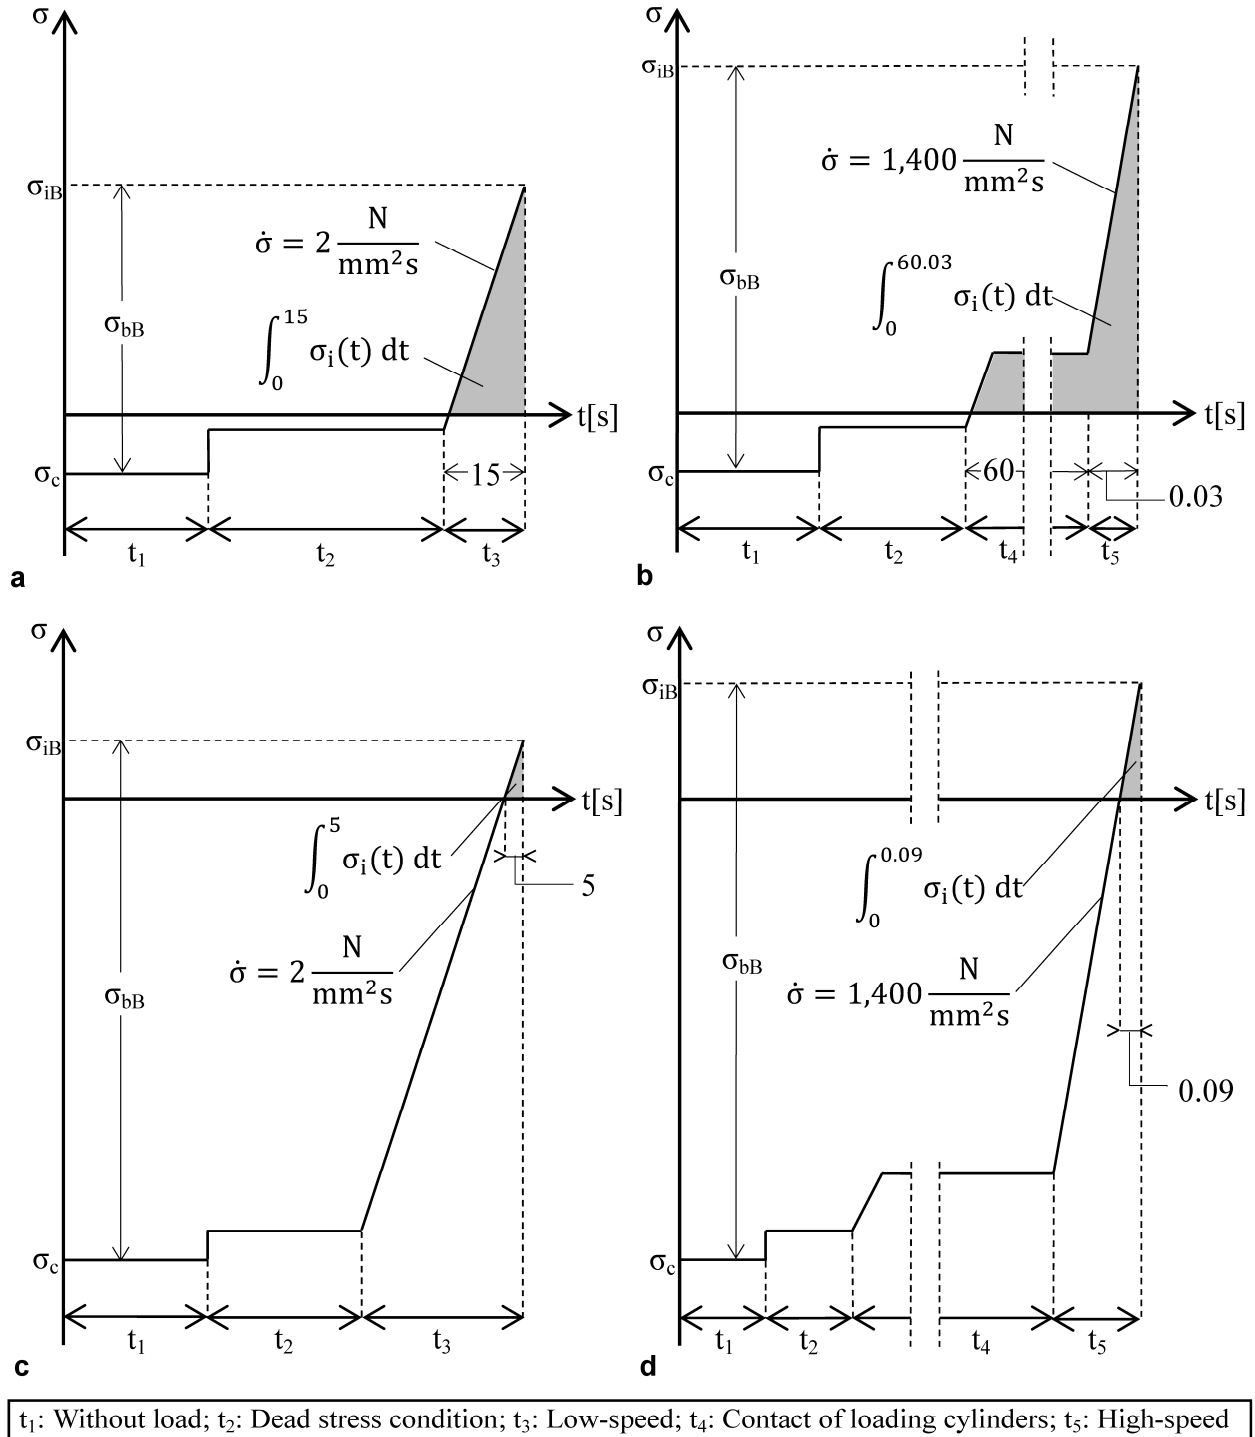 σ
σiB
σ̇ = 2 N/mm²s
σbB
∫₀¹⁵ σi(t) dt
t[s]
σc
15
t1 t2 t3
a
σ
σiB
σ̇ = 1,400 N/mm²s
σbB
∫₀^60.03 σi(t) dt
t[s]
σc
60
0.03
t1 t2 t4 t5
b
σ
σiB
t[s]
∫₀⁵ σi(t) dt
5
σ̇ = 2 N/mm²s
σbB
σc
t1 t2 t3
c
σ
σiB
t[s]
∫₀^0.09 σi(t) dt
σbB
σ̇ = 1,400 N/mm²s
0.09
σc
t1 t2 t4 t5
d
t1: Without load; t2: Dead stress condition; t3: Low-speed; t4: Contact of loading cylinders; t5: High-speed